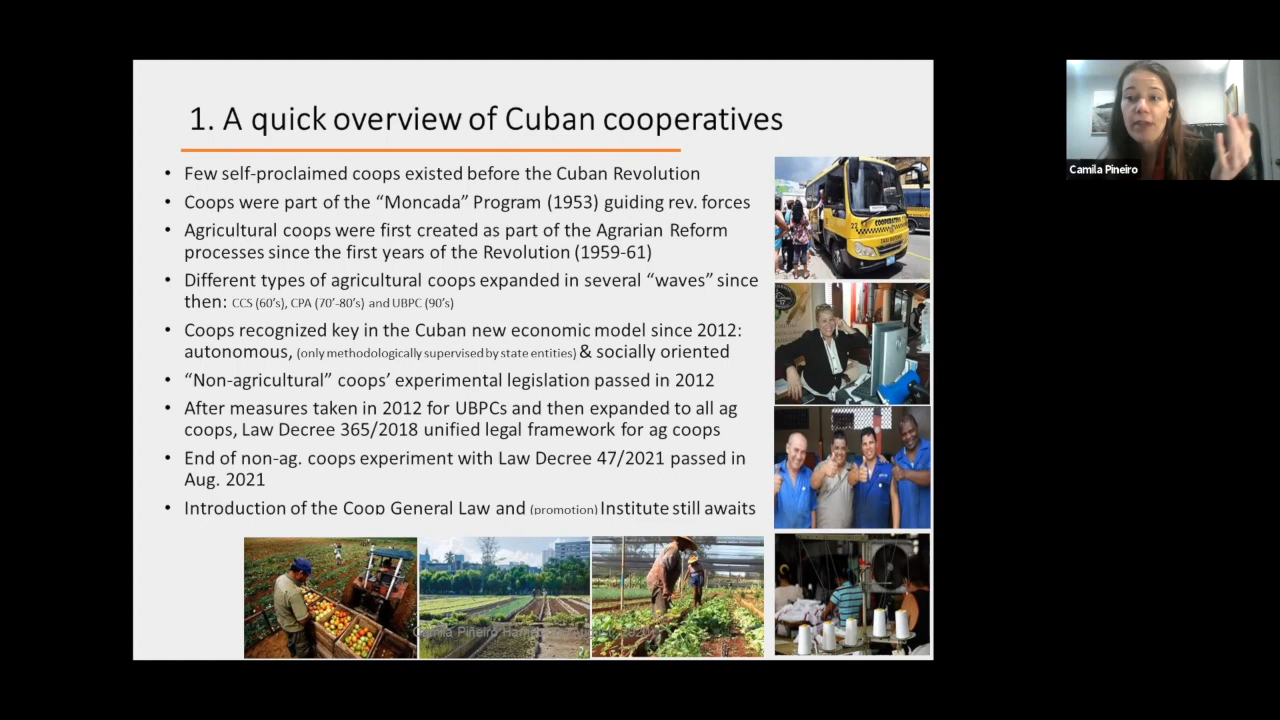 1. A quick overview of Cuban cooperatives
• Few self-proclaimed coops existed before the Cuban Revolution
• Coops were part of the “Moncada” Program (1953) guiding rev. forces
• Agricultural coops were first created as part of the Agrarian Reform
processes since the first years of the Revolution (1959-61)
• Different types of agricultural coops expanded in several “waves” since
then: CCS (60’s), CPA (70’-80’s) and UBPC (90’s)
• Coops recognized key in the Cuban new economic model since 2012:
autonomous, (only methodologically supervised by state entities) & socially oriented
• “Non-agricultural” coops’ experimental legislation passed in 2012
• After measures taken in 2012 for UBPCs and then expanded to all ag
coops, Law Decree 365/2018 unified legal framework for ag coops
• End of non-ag. coops experiment with Law Decree 47/2021 passed in
Aug. 2021
• Introduction of the Coop General Law and (promotion) Institute still awaits
Camila Piñeiro
Camila Pineiro